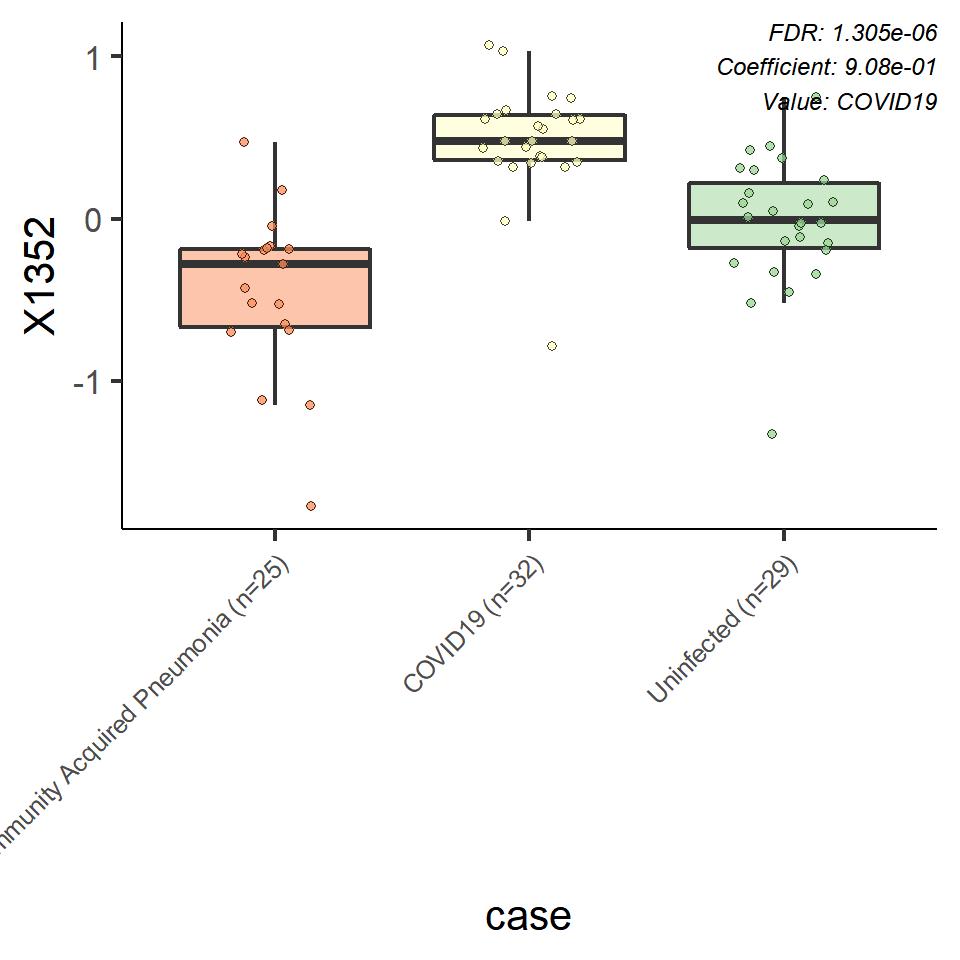 FDR: 1.305e-06
Coefficient: 9.08e-01
Value: COVID19
X1352
1
0
-1
Acquired Pneumonia (n=25)
COVID19 (n=32)
Uninfected (n=29)
case